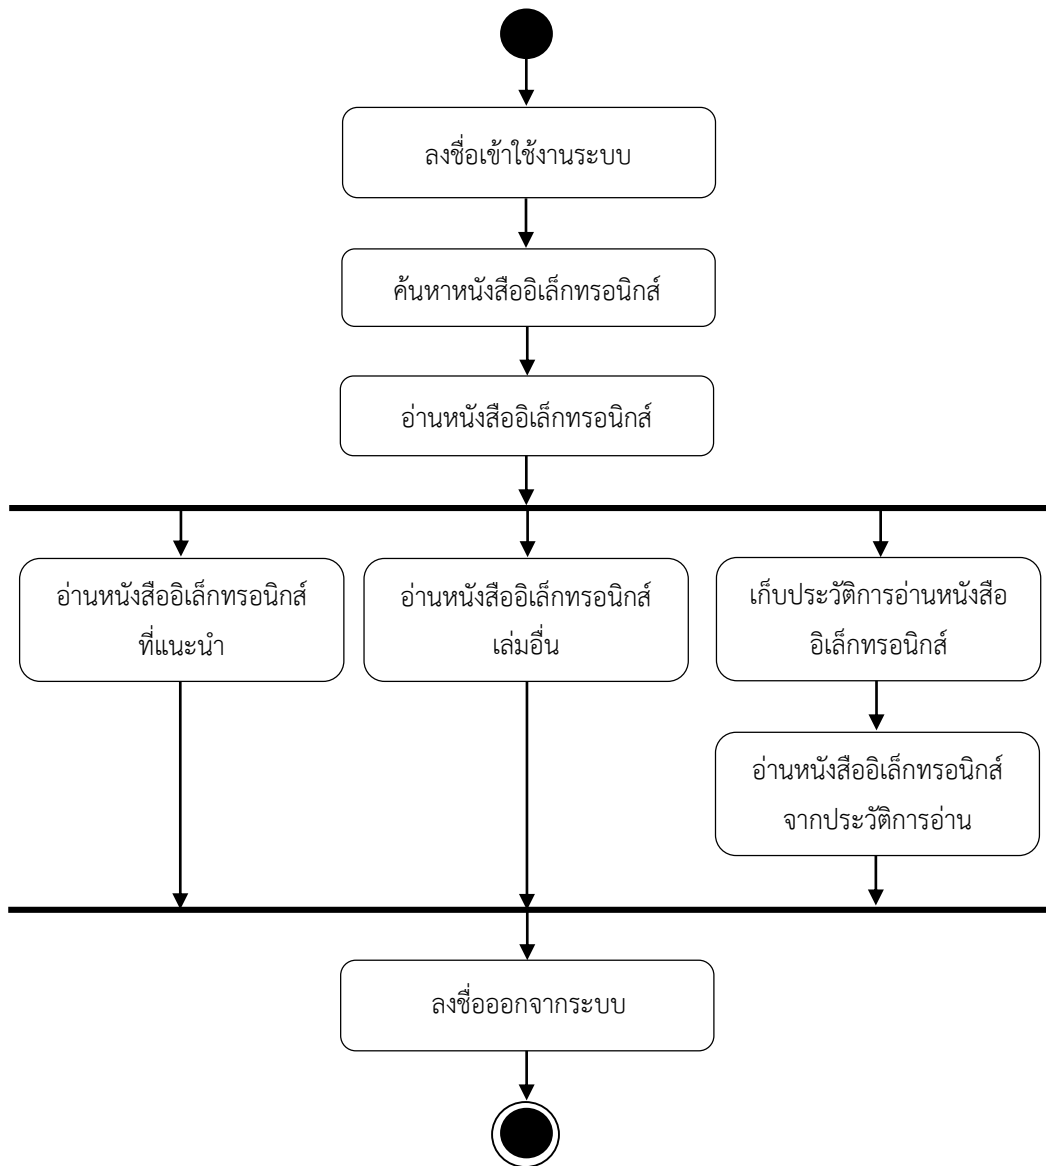 ลงชื่อเข้าใช้งานระบบ
ค้นหาหนังสืออิเล็กทรอนิกส์
อ่านหนังสืออิเล็กทรอนิกส์
อ่านหนังสืออิเล็กทรอนิกส์
ที่แนะนำ
อ่านหนังสืออิเล็กทรอนิกส์
เล่มอื่น
เก็บประวัติการอ่านหนังสือ
อิเล็กทรอนิกส์
อ่านหนังสืออิเล็กทรอนิกส์
จากประวัติการอ่าน
ลงชื่อออกจากระบบ